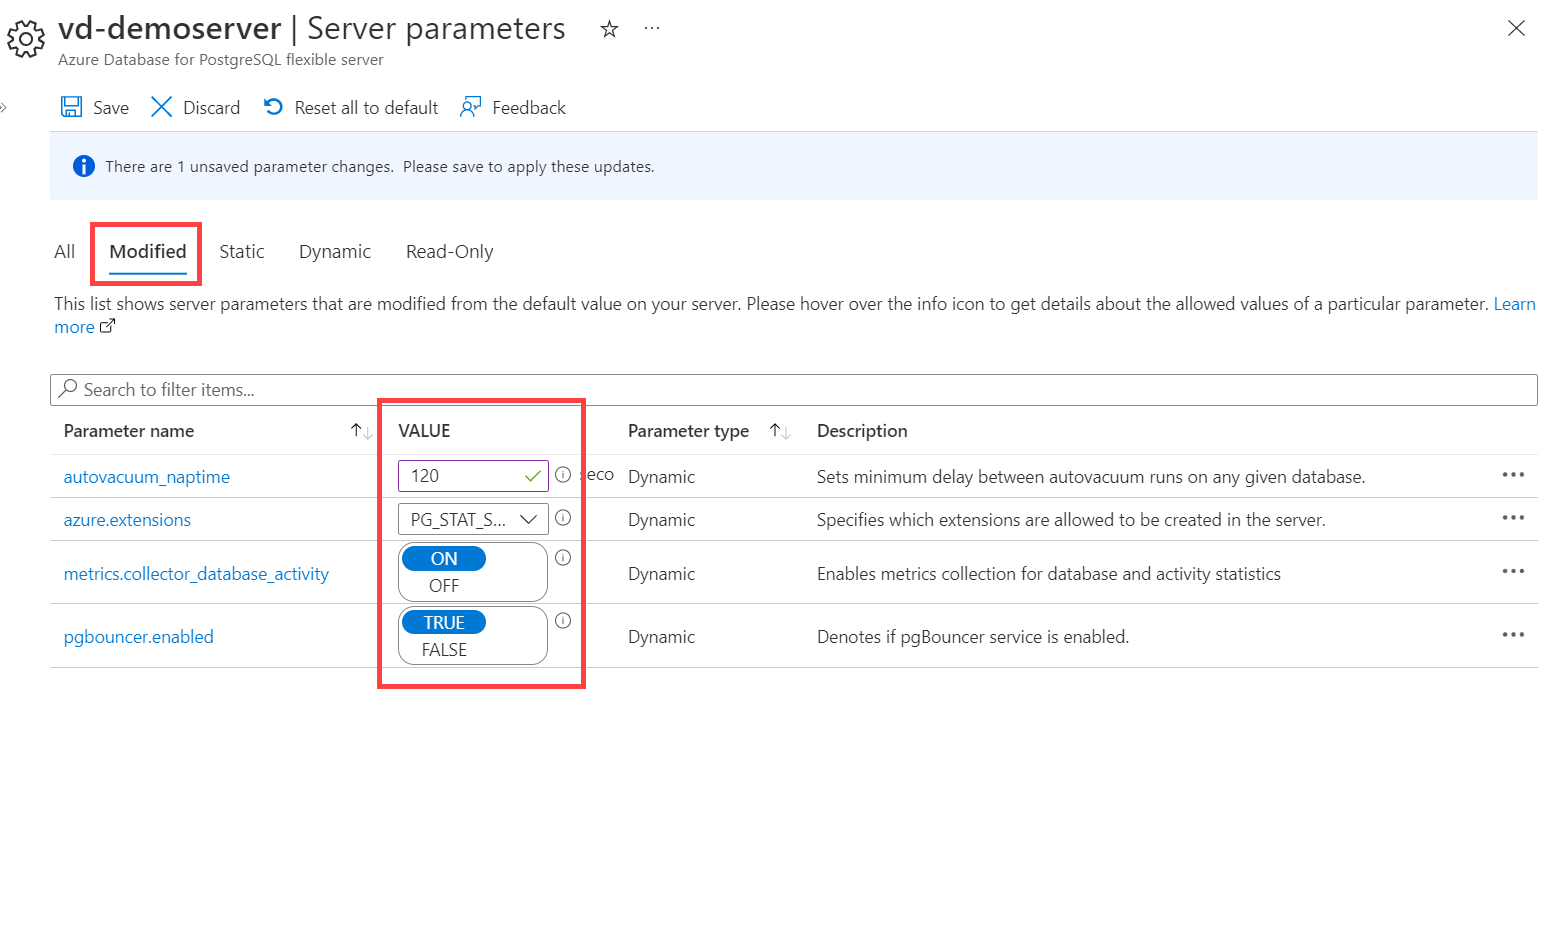 vd-demoserver | Server parameters
Azure Database for PostgreSQL flexible server
Save Discard Reset all to default Feedback
There are 1 unsaved parameter changes. Please save to apply these updates.
All Modified Static Dynamic Read-Only
This list shows server parameters that are modified from the default value on your server. Please hover over the info icon to get details about the allowed values of a particular parameter. Learn
more
Search to filter items...
Parameter name VALUE Parameter type Description
autovacuum_naptime 120 seco Dynamic Sets minimum delay between autovacuum runs on any given database.
azure.extensions PG_STAT_S... Dynamic Specifies which extensions are allowed to be created in the server.
metrics.collector_database_activity ON OFF Dynamic Enables metrics collection for database and activity statistics
pgbouncer.enabled TRUE FALSE Dynamic Denotes if pgBouncer service is enabled.